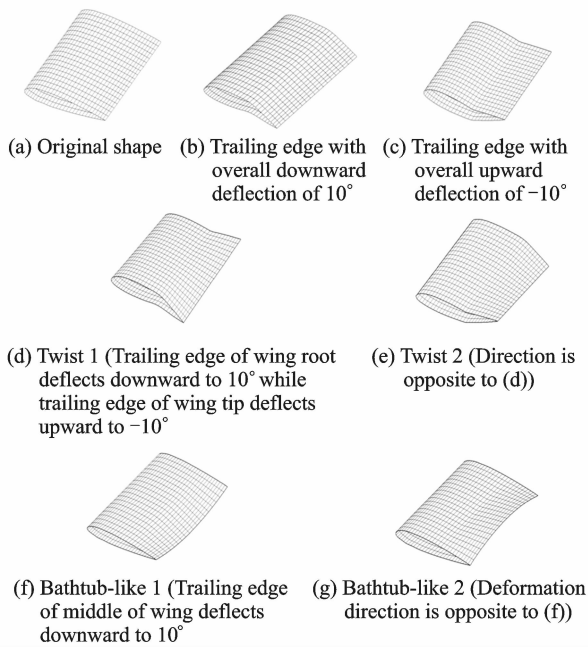 (a) Original shape
(b) Trailing edge with
overall downward
deflection of 10°
(c) Trailing edge with
overall upward
deflection of −10°
(d) Twist 1 (Trailing edge of wing root
deflects downward to 10° while
trailing edge of wing tip deflects
upward to −10°
(e) Twist 2 (Direction is
opposite to (d))
(f) Bathtub-like 1 (Trailing edge
of middle of wing deflects
downward to 10°
(g) Bathtub-like 2 (Deformation
direction is opposite to (f))